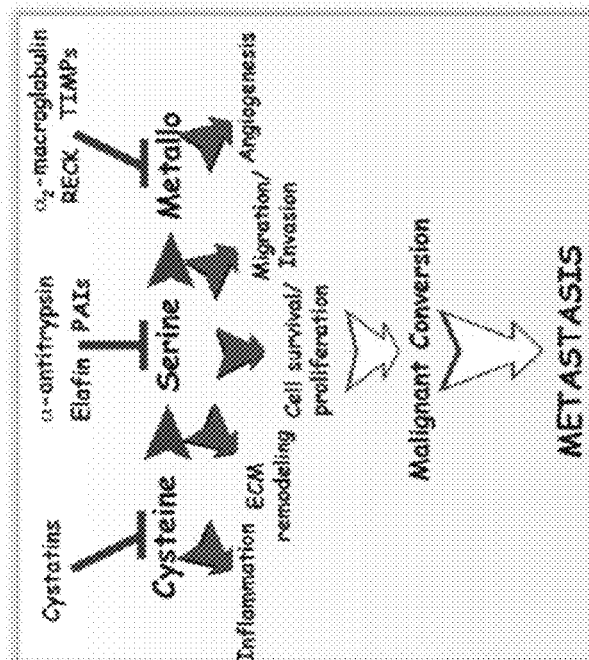 Cystatins
α-antitrypsin
Elafin PAIs
α2-macroglobulin
RECK TIMPs
Cysteine
Serine
Metallo
Inflammation
ECM
remodeling
Cell survival/
proliferation
Migration/
Invasion
Angiogenesis
Malignant Conversion
METASTASIS